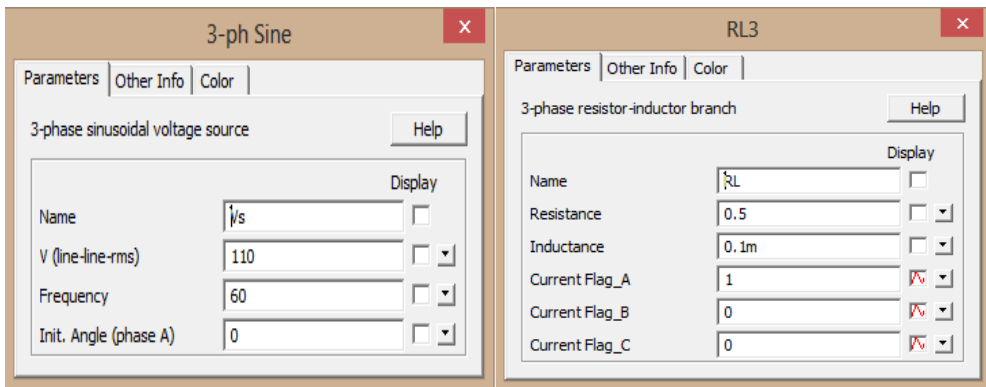 3-ph Sine
X
Parameters Other Info Color
3-phase sinusoidal voltage source Help
Display
Name Vs
V (line-line-rms) 110
Frequency 60
Init. Angle (phase A) 0
RL3
×
Parameters Other Info Color
3-phase resistor-inductor branch Help
Display
Name RL
Resistance 0.5
Inductance 0.1m
Current Flag_A 1
Current Flag_B 0
Current Flag_C 0